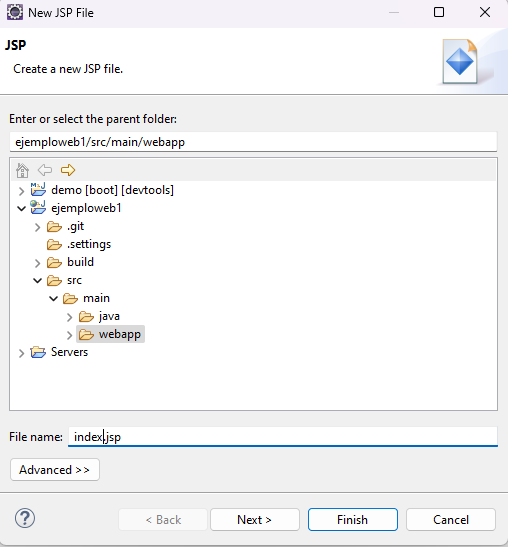 New JSP File
JSP
Create a new JSP file.
Enter or select the parent folder:
ejemploweb1/src/main/webapp
demo [boot] [devtools]
ejemploweb1
.git
.settings
build
src
main
java
webapp
Servers
File name: index.jsp
Advanced >>
? < Back Next > Finish Cancel